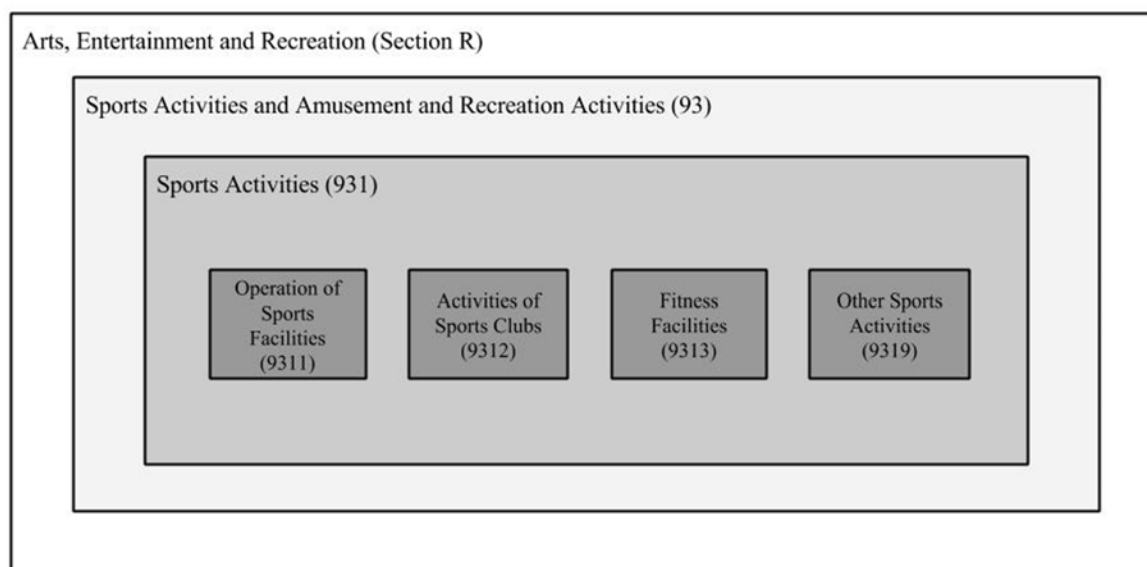 Arts, Entertainment and Recreation (Section R)
Sports Activities and Amusement and Recreation Activities (93)
Sports Activities (931)
Operation of
Sports
Facilities
(9311)
Activities of
Sports Clubs
(9312)
Fitness
Facilities
(9313)
Other Sports
Activities
(9319)